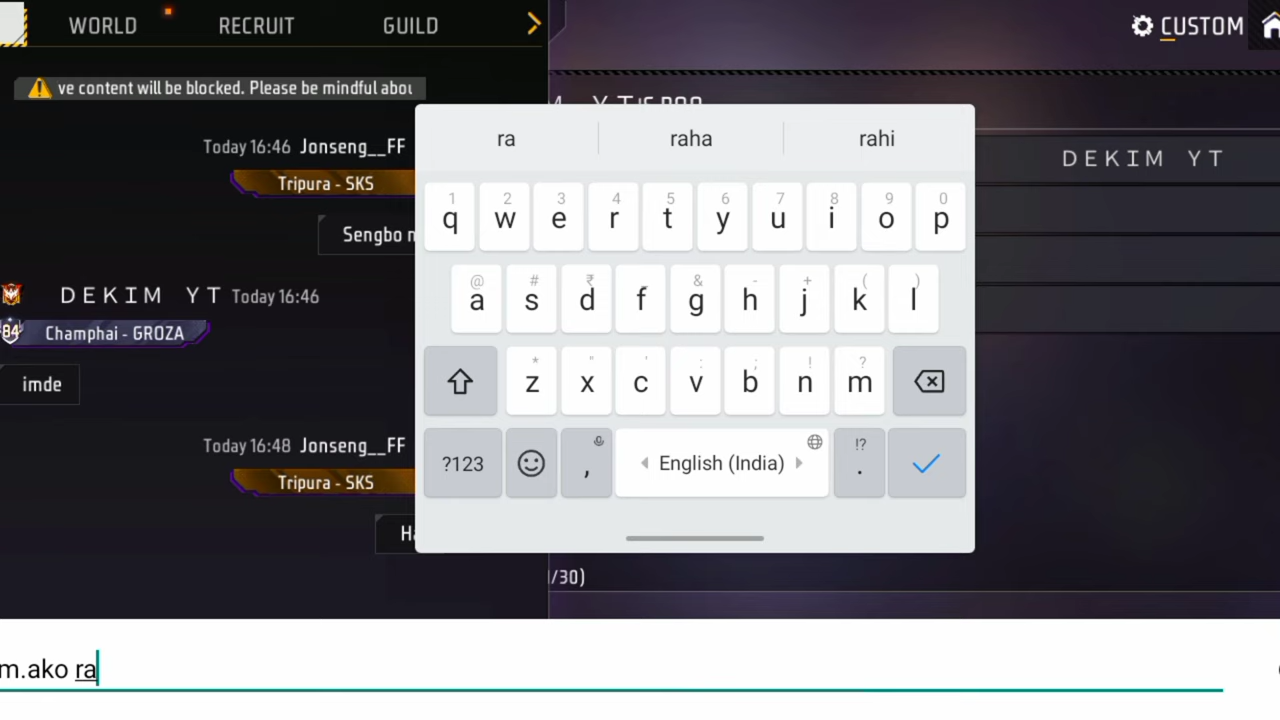 WORLD RECRUIT GUILD
CUSTOM
ve content will be blocked. Please be mindful abou
Today 16:46 Jonseng__FF
Tripura - SKS
Sengbo
DEKIM YT Today 16:46
84 Champhai - GROZA
imde
Today 16:48 Jonseng__FF
Tripura - SKS
DEKIM YT
/30)
ra raha rahi
1 2 3 4 5 6 7 8 9 0
q w e r t y u i o p
@ # ₹ _ & - + ( )
a s d f g h j k l
* " ' : ; ! ?
z x c v b n m
!?
?123 , English (India) .
m.ako ra